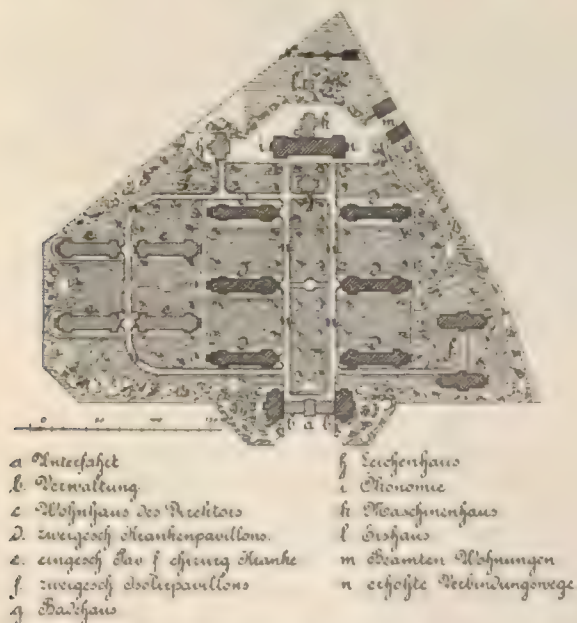 a Unterfahrt
b. Verwaltung
c Wohnhaus des Direktors
d. zweigesch Krankenpavillons.
e. eingesch Pav f chirurg Kranke
f. zweigesch Isolirpavillons
g Badehaus
h Leichenhaus
i Ökonomie
k Maschinenhaus
l Eishaus
m Beamten Wohnungen
n erhöhte Verbindungswege